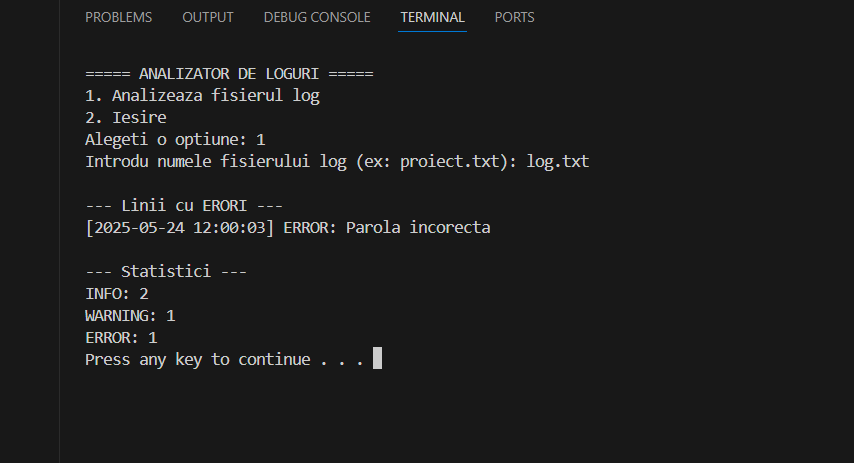 PROBLEMS OUTPUT DEBUG CONSOLE TERMINAL PORTS
===== ANALIZATOR DE LOGURI =====
1. Analizeaza fisierul log
2. Iesire
Alegeti o optiune: 1
Introdu numele fisierului log (ex: proiect.txt): log.txt
--- Linii cu ERORI ---
[2025-05-24 12:00:03] ERROR: Parola incorecta
--- Statistici ---
INFO: 2
WARNING: 1
ERROR: 1
Press any key to continue . . .